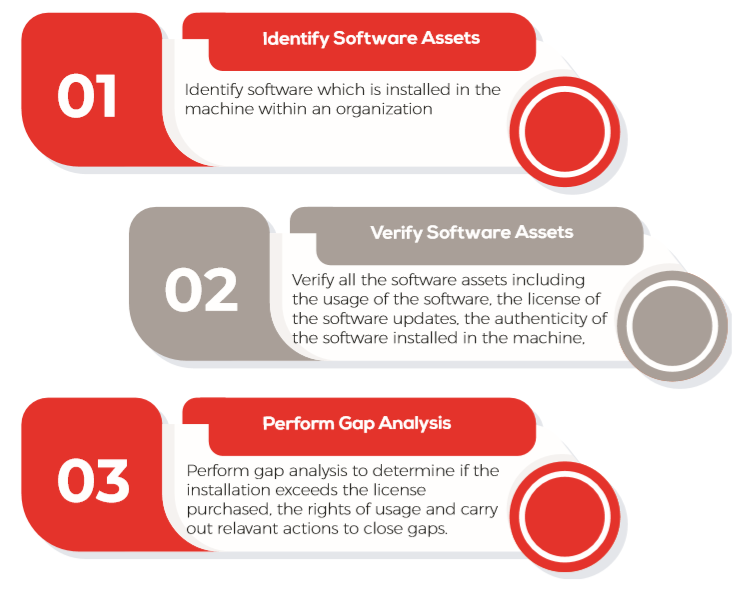 01
Identify Software Assets
Identify software which is installed in the
machine within an organization
02
Verify Software Assets
Verify all the software assets including
the usage of the software, the license of
the software updates, the authenticity of
the software installed in the machine,
03
Perform Gap Analysis
Perform gap analysis to determine if the
installation exceeds the license
purchased, the rights of usage and carry
out relavant actions to close gaps.